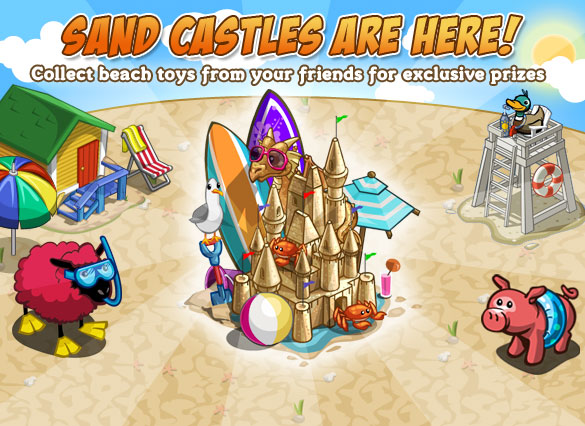 SAND CASTLES ARE HERE!
Collect beach toys from your friends for exclusive prizes